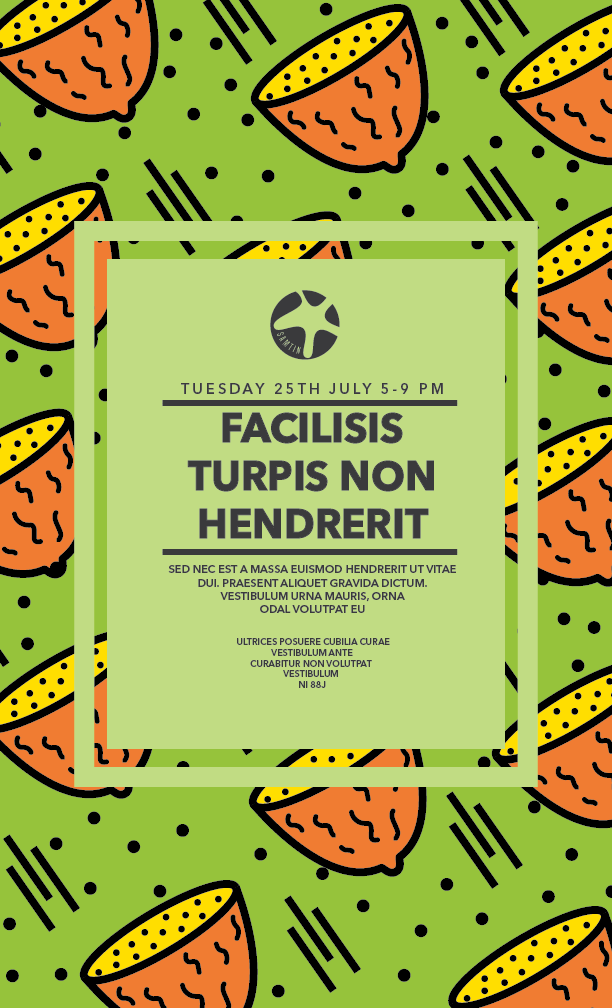 SAMTIN
TUESDAY 25TH JULY 5-9 PM
FACILISIS
TURPIS NON
HENDRERIT
SED NEC EST A MASSA EUISMOD HENDRERIT UT VITAE
DUI. PRAESENT ALIQUET GRAVIDA DICTUM.
VESTIBULUM URNA MAURIS, ORNA
ODAL VOLUTPAT EU
ULTRICES POSUERE CUBILIA CURAE
VESTIBULUM ANTE
CURABITUR NON VOLUTPAT
VESTIBULUM
NI 88J